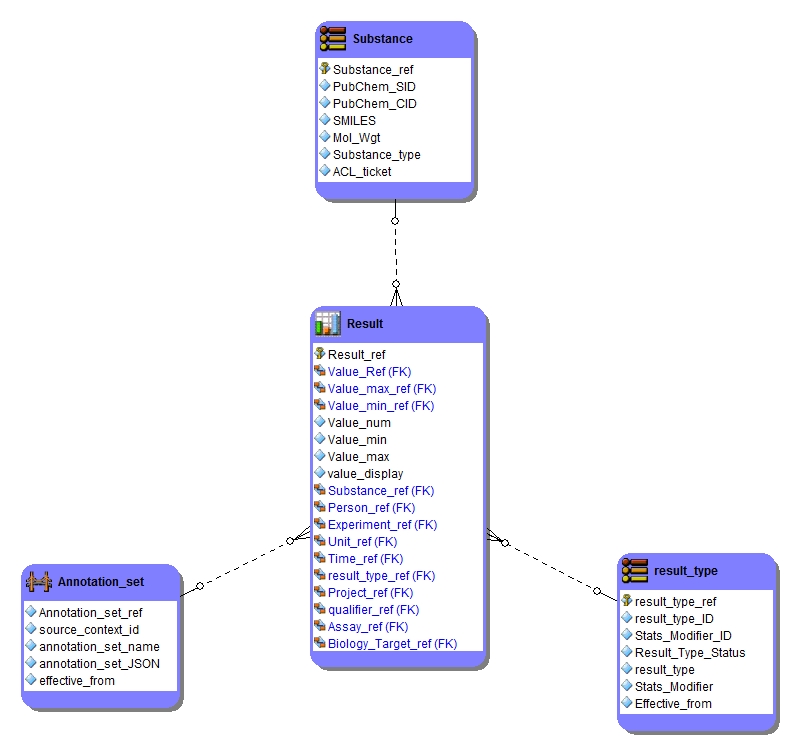 Substance
Substance_ref
PubChem_SID
PubChem_CID
SMILES
Mol_Wgt
Substance_type
ACL_ticket
Result
Result_ref
Value_Ref (FK)
Value_max_ref (FK)
Value_min_ref (FK)
Value_num
Value_min
Value_max
value_display
Substance_ref (FK)
Person_ref (FK)
Experiment_ref (FK)
Unit_ref (FK)
Time_ref (FK)
result_type_ref (FK)
Project_ref (FK)
qualifier_ref (FK)
Assay_ref (FK)
Biology_Target_ref (FK)
Annotation_set
Annotation_set_ref
source_context_id
annotation_set_name
annotation_set_JSON
effective_from
result_type
result_type_ref
result_type_ID
Stats_Modifier_ID
Result_Type_Status
result_type
Stats_Modifier
Effective_from